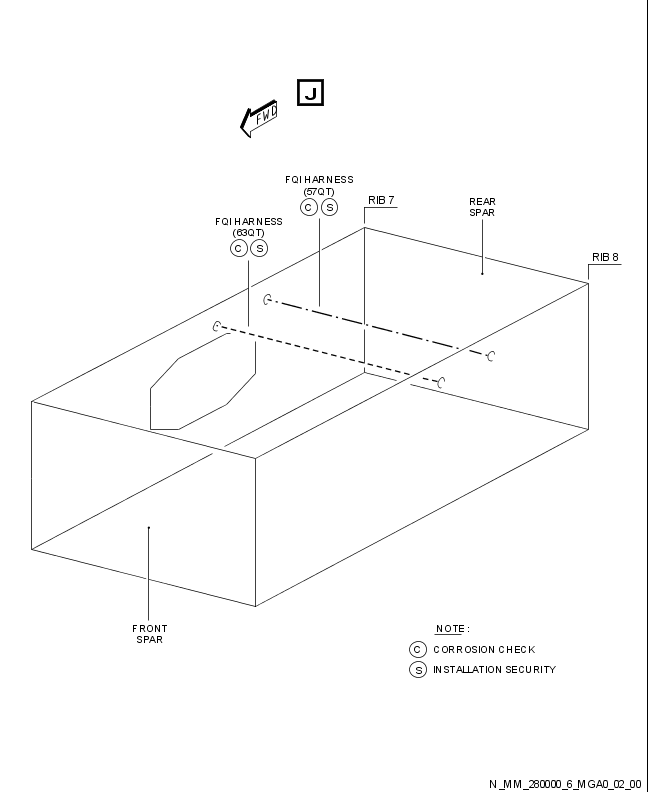 J
FWD
FQI HARNESS
(57QT)
C S
RIB 7
REAR
SPAR
FQI HARNESS
(63QT)
C S
RIB 8
FRONT
SPAR
NOTE :
C CORROSION CHECK
S INSTALLATION SECURITY
N_MM_280000_6_MGA0_02_00